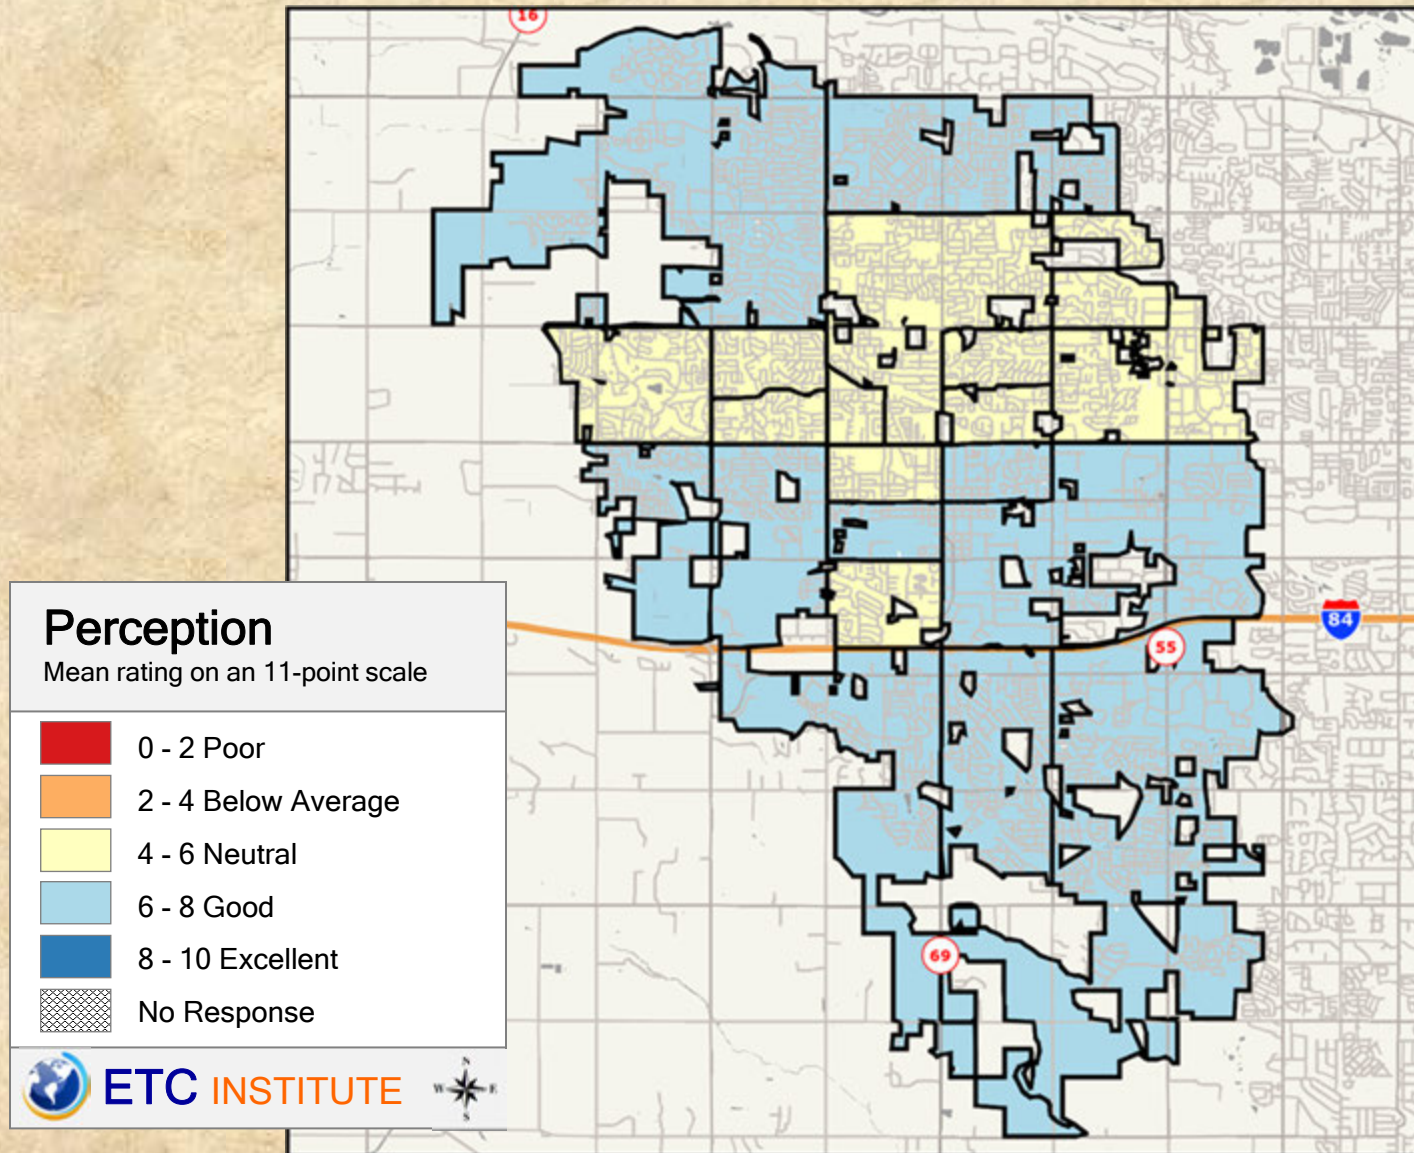 16
84
55
69
Perception
Mean rating on an 11-point scale
0 - 2 Poor
2 - 4 Below Average
4 - 6 Neutral
6 - 8 Good
8 - 10 Excellent
No Response
ETC INSTITUTE
N
W E
S